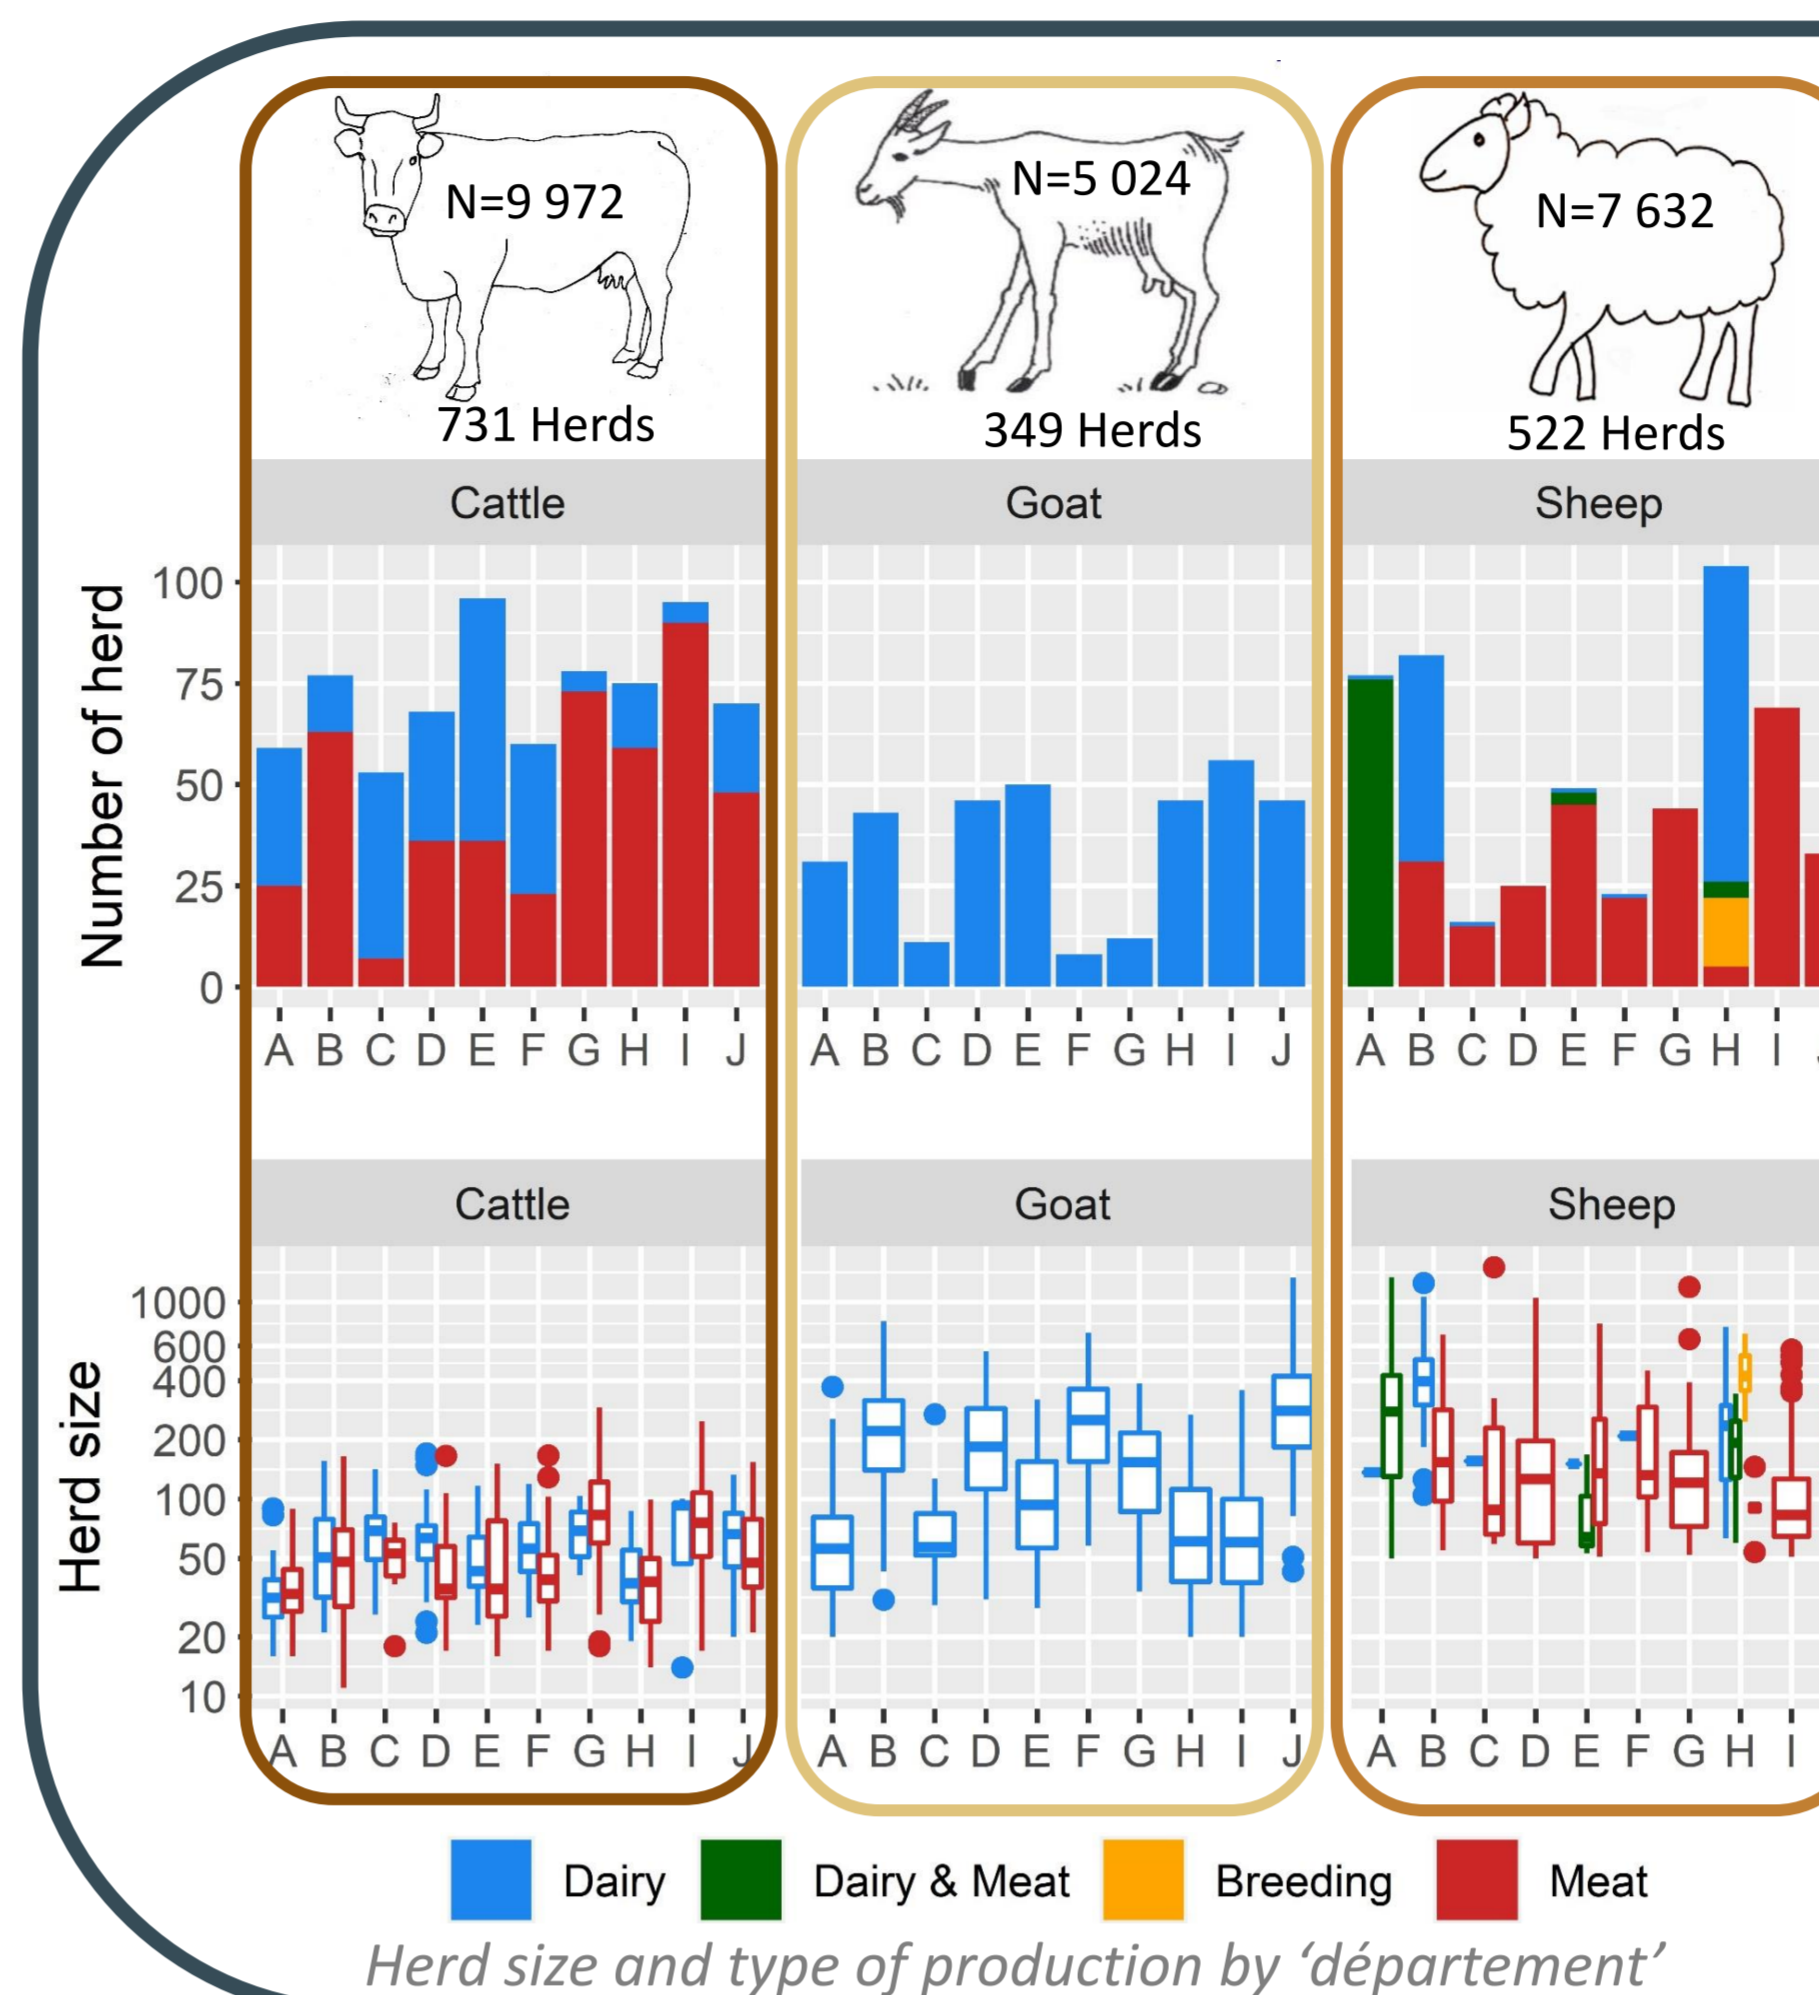 N=9 972
N=5 024
N=7 632
731 Herds
349 Herds
522 Herds
Cattle
Goat
Sheep
Number of herd
100
75
50
25
0
A B C D E F G H I J
A B C D E F G H I J
A B C D E F G H I
Cattle
Goat
Sheep
Herd size
1000
600
400
200
100
50
20
10
A B C D E F G H I J
A B C D E F G H I J
A B C D E F G H I
Dairy
Dairy & Meat
Breeding
Meat
Herd size and type of production by ‘département’